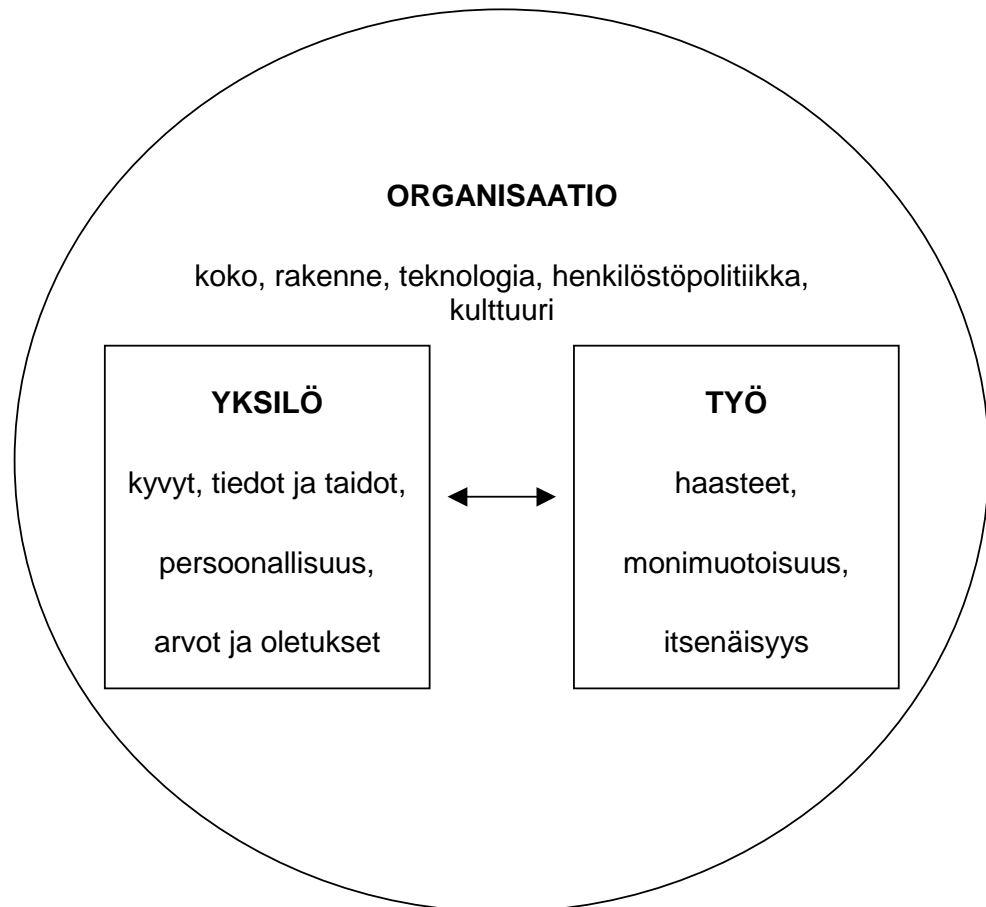 ORGANISAATIO
koko, rakenne, teknologia, henkilöstöpolitiikka,
kulttuuri
YKSILÖ
kyvyt, tiedot ja taidot,
persoonallisuus,
arvot ja oletukset
TYÖ
haasteet,
monimuotoisuus,
itsenäisyys